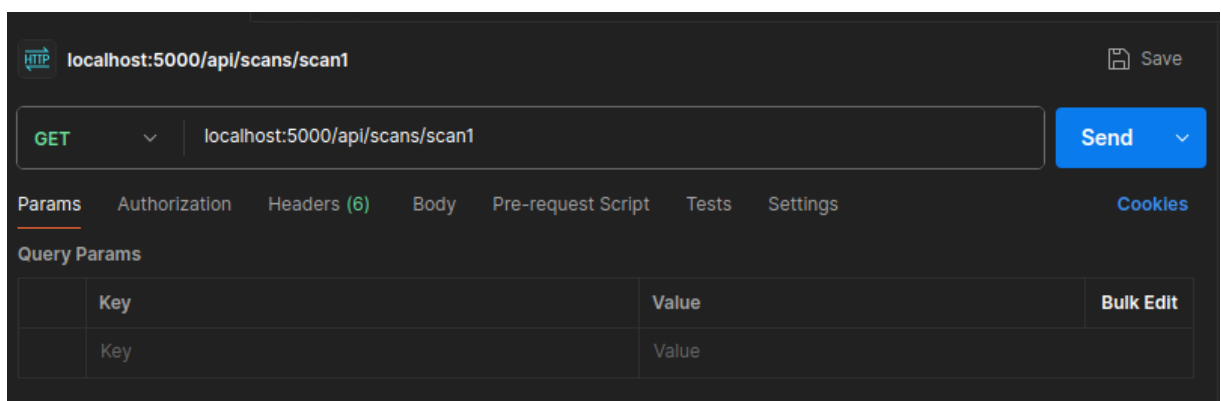 HTTP localhost:5000/api/scans/scan1 Save
GET localhost:5000/api/scans/scan1 Send
Params Authorization Headers (6) Body Pre-request Script Tests Settings Cookies
Query Params
Key Value Bulk Edit
Key Value